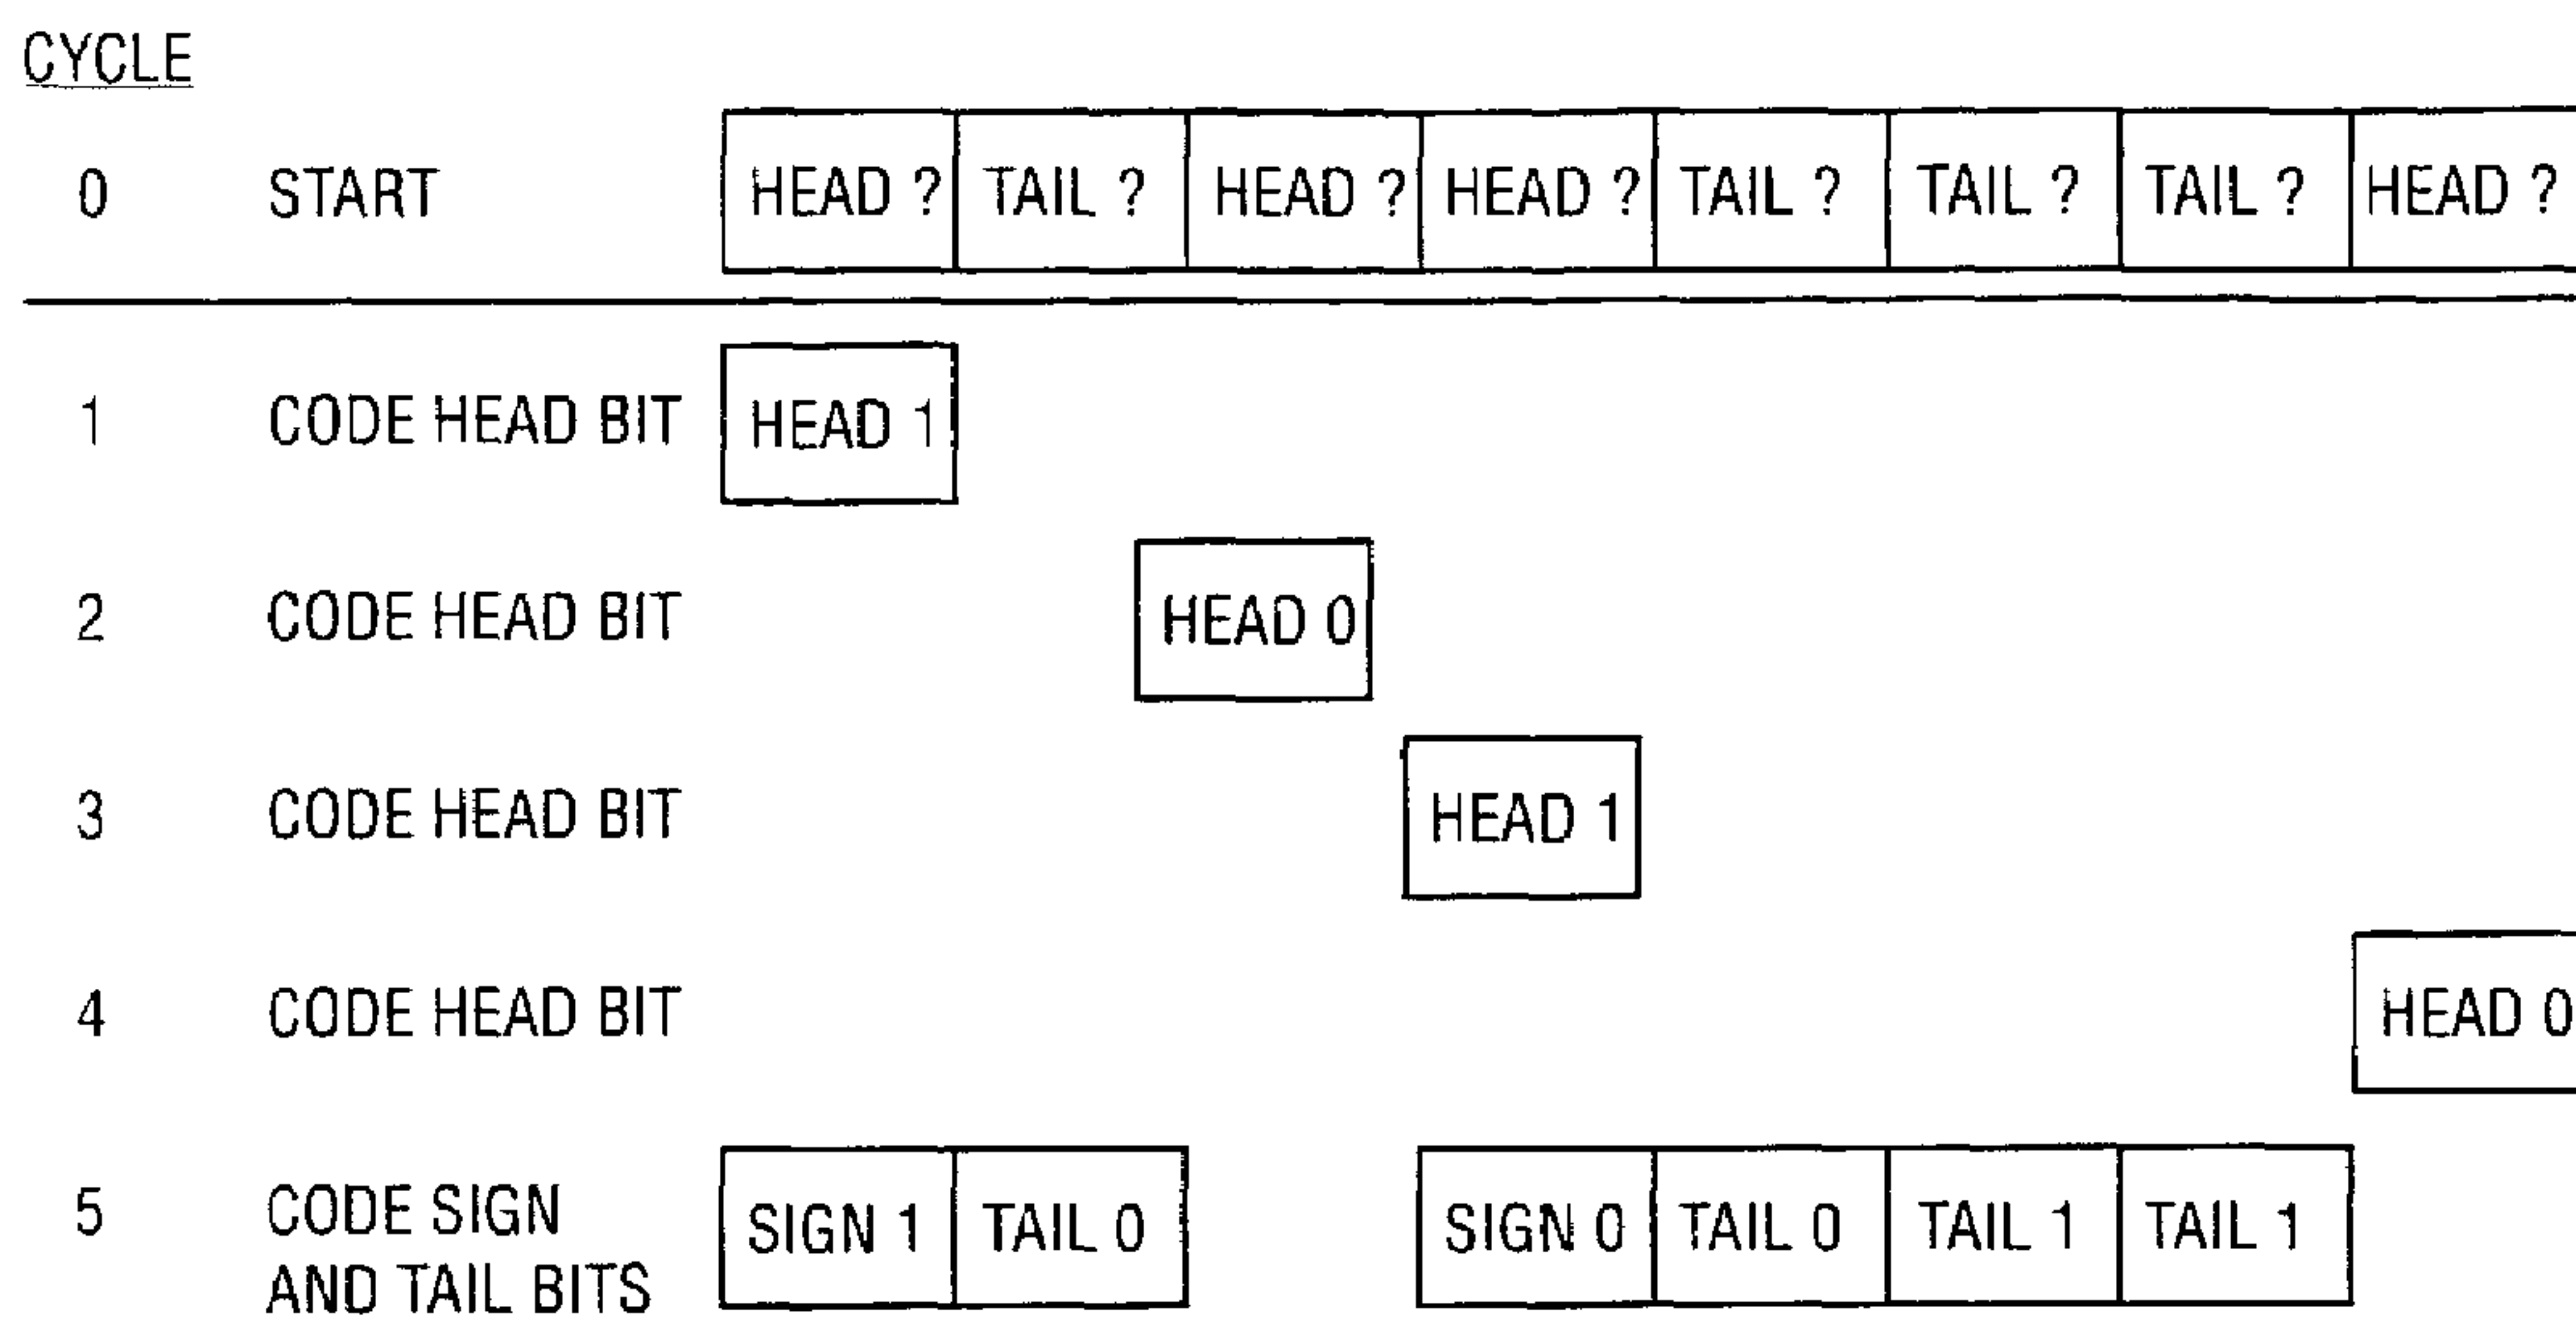 CYCLE
0 START HEAD ? TAIL ? HEAD ? HEAD ? TAIL ? TAIL ? TAIL ? HEAD ?
1 CODE HEAD BIT HEAD 1
2 CODE HEAD BIT HEAD 0
3 CODE HEAD BIT HEAD 1
4 CODE HEAD BIT HEAD 0
5 CODE SIGN SIGN 1 TAIL 0 SIGN 0 TAIL 0 TAIL 1 TAIL 1
AND TAIL BITS